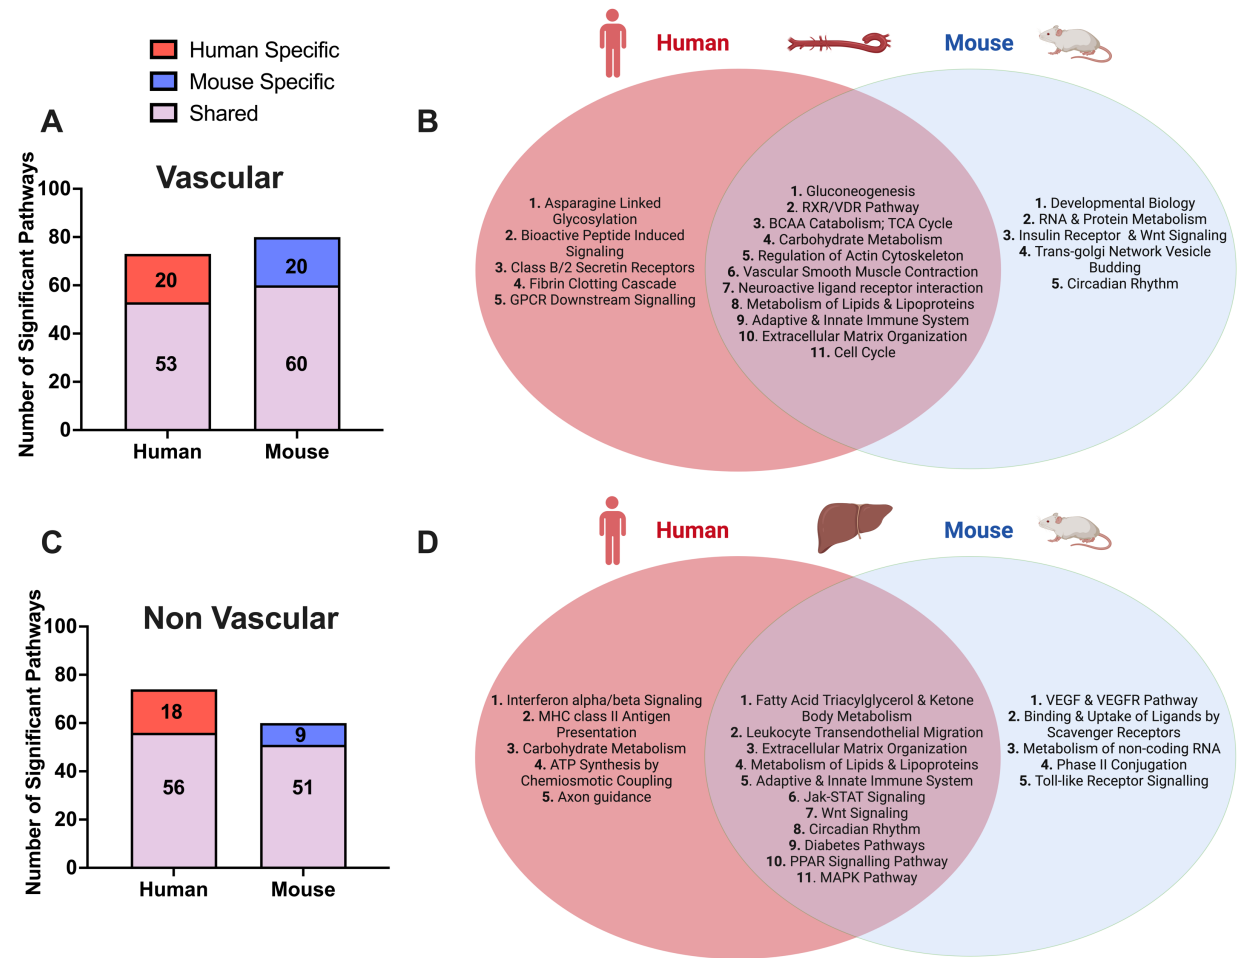 Human Specific
Mouse Specific
Shared
A
Vascular
Number of Significant Pathways
100
80
60
40
20
0
20
53
20
60
Human
Mouse
B
Human
Mouse
1. Asparagine Linked
Glycosylation
2. Bioactive Peptide Induced
Signaling
3. Class B/2 Secretin Receptors
4. Fibrin Clotting Cascade
5. GPCR Downstream Signalling
1. Gluconeogenesis
2. RXR/VDR Pathway
3. BCAA Catabolism; TCA Cycle
4. Carbohydrate Metabolism
5. Regulation of Actin Cytoskeleton
6. Vascular Smooth Muscle Contraction
7. Neuroactive ligand receptor interaction
8. Metabolism of Lipids & Lipoproteins
9. Adaptive & Innate Immune System
10. Extracellular Matrix Organization
11. Cell Cycle
1. Developmental Biology
2. RNA & Protein Metabolism
3. Insulin Receptor & Wnt Signaling
4. Trans-golgi Network Vesicle
Budding
5. Circadian Rhythm
C
Non Vascular
Number of Significant Pathways
100
80
60
40
20
0
18
56
9
51
Human
Mouse
D
Human
Mouse
1. Interferon alpha/beta Signaling
2. MHC class II Antigen
Presentation
3. Carbohydrate Metabolism
4. ATP Synthesis by
Chemiosmotic Coupling
5. Axon guidance
1. Fatty Acid Triacylglycerol & Ketone
Body Metabolism
2. Leukocyte Transendothelial Migration
3. Extracellular Matrix Organization
4. Metabolism of Lipids & Lipoproteins
5. Adaptive & Innate Immune System
6. Jak-STAT Signaling
7. Wnt Signaling
8. Circadian Rhythm
9. Diabetes Pathways
10. PPAR Signalling Pathway
11. MAPK Pathway
1. VEGF & VEGFR Pathway
2. Binding & Uptake of Ligands by
Scavenger Receptors
3. Metabolism of non-coding RNA
4. Phase II Conjugation
5. Toll-like Receptor Signalling